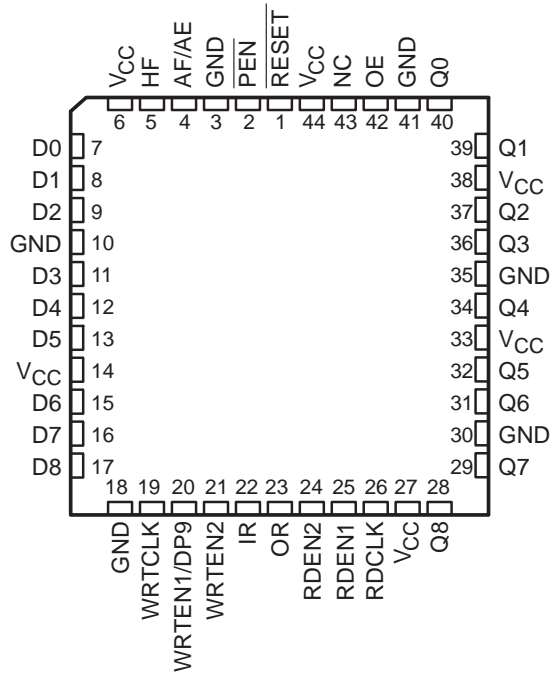 VCC
HF
AF/AE
GND
PEN
RESET
VCC
NC
OE
GND
Q0
6 5 4 3 2 1 44 43 42 41 40
D0 7
D1 8
D2 9
GND 10
D3 11
D4 12
D5 13
VCC 14
D6 15
D7 16
D8 17
39 Q1
38 VCC
37 Q2
36 Q3
35 GND
34 Q4
33 VCC
32 Q5
31 Q6
30 GND
29 Q7
18 19 20 21 22 23 24 25 26 27 28
GND
WRTCLK
WRTEN1/DP9
WRTEN2
IR
OR
RDEN2
RDEN1
RDCLK
VCC
Q8